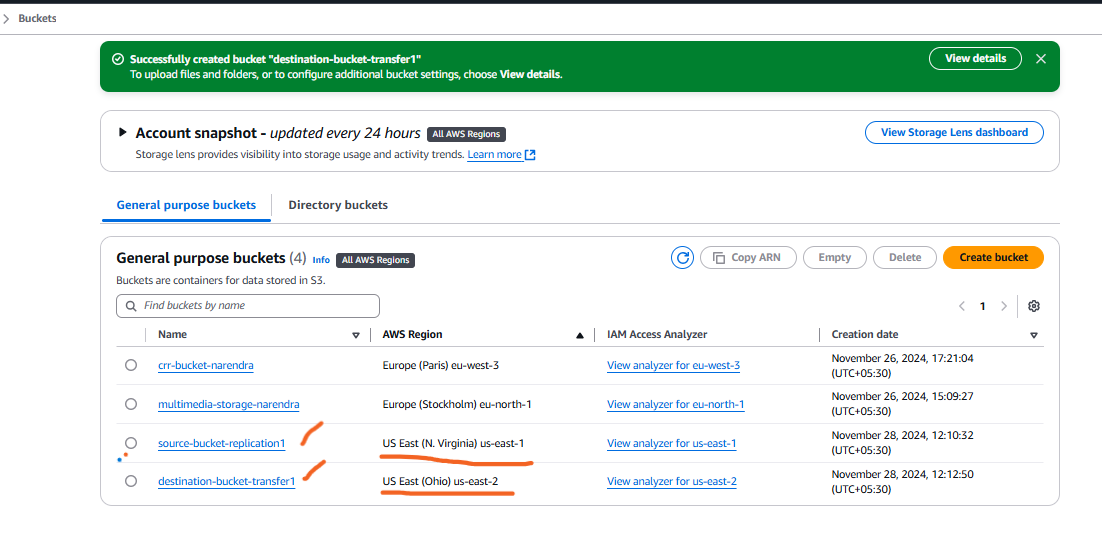 Buckets
Successfully created bucket "destination-bucket-transfer1"
To upload files and folders, or to configure additional bucket settings, choose View details.
View details
Account snapshot - updated every 24 hours All AWS Regions
View Storage Lens dashboard
Storage lens provides visibility into storage usage and activity trends. Learn more
General purpose buckets Directory buckets
General purpose buckets (4) Info All AWS Regions
Copy ARN Empty Delete Create bucket
Buckets are containers for data stored in S3.
Find buckets by name
1
Name AWS Region IAM Access Analyzer Creation date
crr-bucket-narendra Europe (Paris) eu-west-3 View analyzer for eu-west-3 November 26, 2024, 17:21:04
(UTC+05:30)
multimedia-storage-narendra Europe (Stockholm) eu-north-1 View analyzer for eu-north-1 November 26, 2024, 15:09:27
(UTC+05:30)
source-bucket-replication1 US East (N. Virginia) us-east-1 View analyzer for us-east-1 November 28, 2024, 12:10:32
(UTC+05:30)
destination-bucket-transfer1 US East (Ohio) us-east-2 View analyzer for us-east-2 November 28, 2024, 12:12:50
(UTC+05:30)